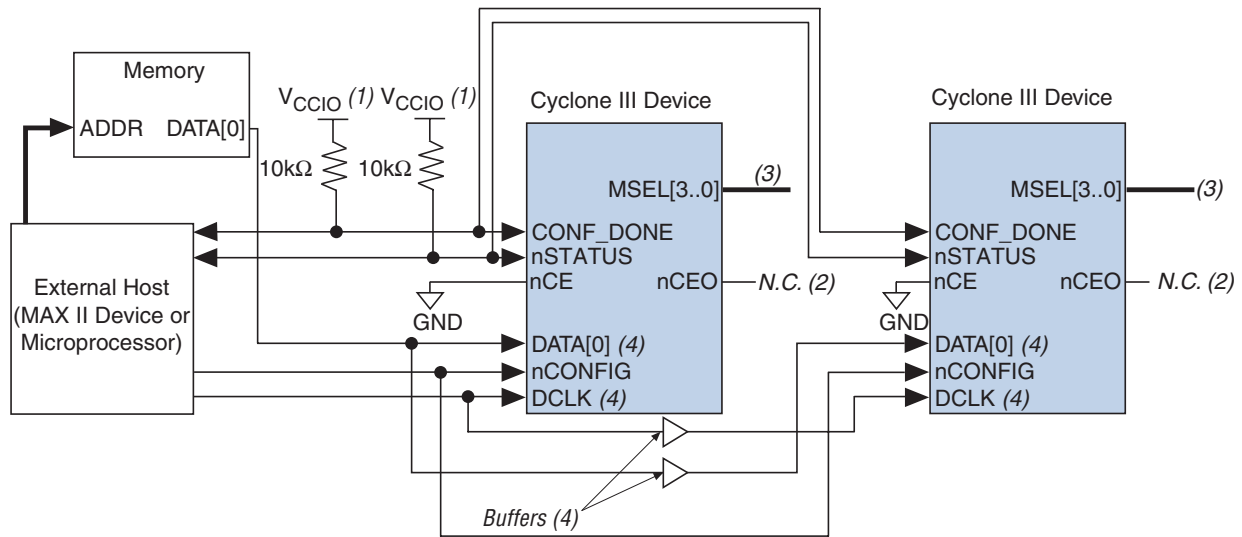 Memory
ADDR DATA[0]
VCCIO (1)
VCCIO (1)
10kΩ
10kΩ
External Host
(MAX II Device or
Microprocessor)
Cyclone III Device
MSEL[3..0]
(3)
CONF_DONE
nSTATUS
nCE
nCEO
N.C. (2)
GND
DATA[0] (4)
nCONFIG
DCLK (4)
Buffers (4)
Cyclone III Device
MSEL[3..0]
(3)
CONF_DONE
nSTATUS
nCE
nCEO
N.C. (2)
GND
DATA[0] (4)
nCONFIG
DCLK (4)